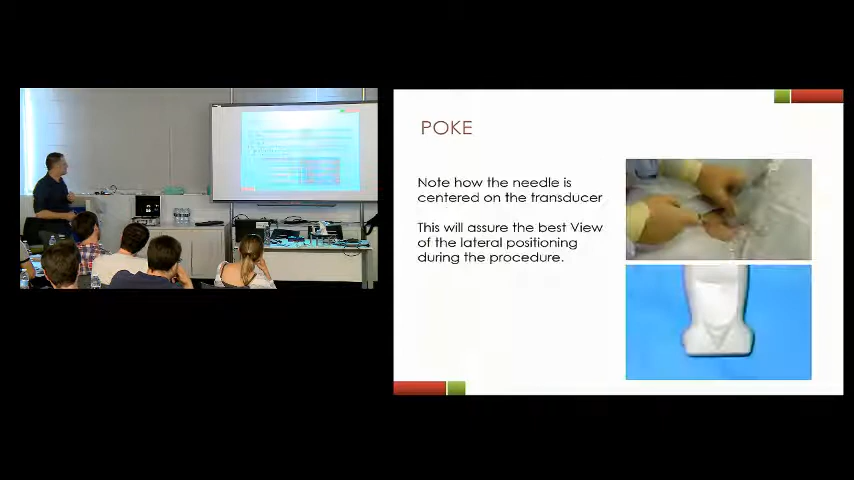 POKE
Note how the needle is
centered on the transducer
This will assure the best View
of the lateral positioning
during the procedure.